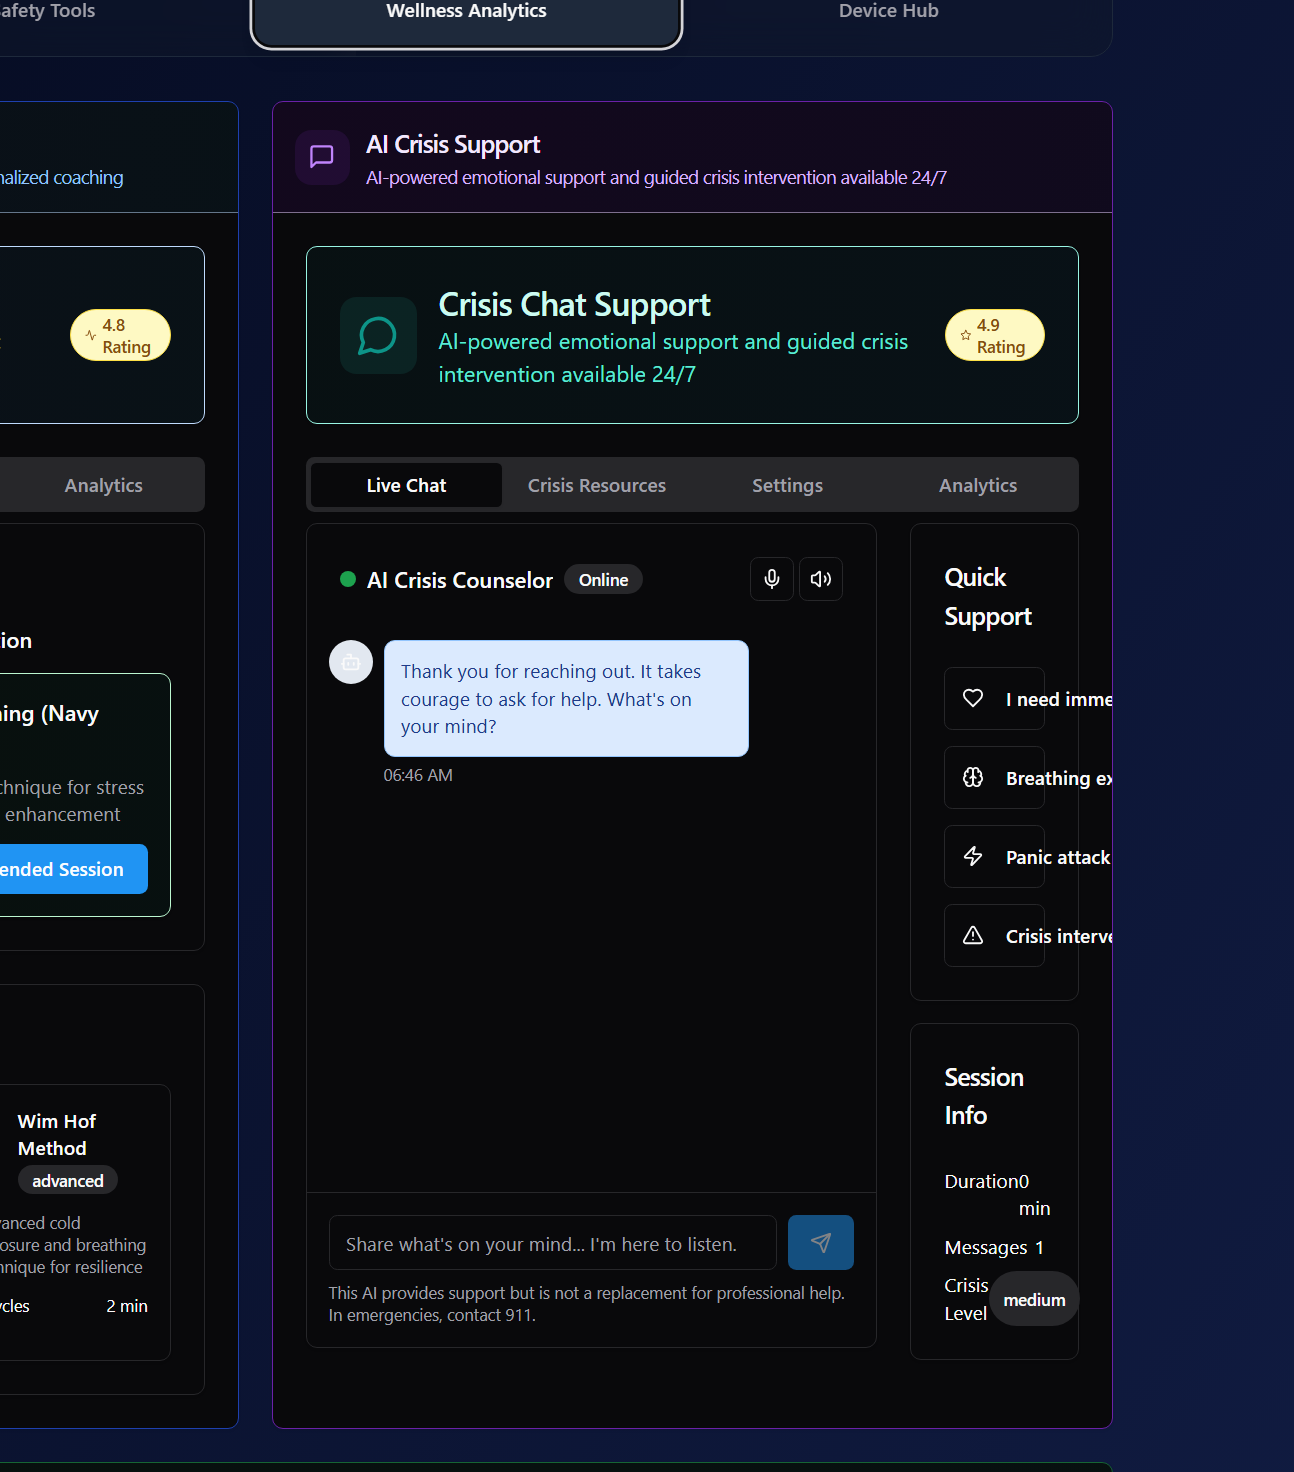 afety Tools
Wellness Analytics
Device Hub
nalized coaching
4.8
Rating
Analytics
ion
ing (Navy
chnique for stress
enhancement
ended Session
Wim Hof
Method
advanced
vanced cold
osure and breathing
hnique for resilience
ycles
2 min
AI Crisis Support
AI-powered emotional support and guided crisis intervention available 24/7
Crisis Chat Support
AI-powered emotional support and guided crisis
intervention available 24/7
4.9
Rating
Live Chat
Crisis Resources
Settings
Analytics
AI Crisis Counselor
Online
Thank you for reaching out. It takes
courage to ask for help. What's on
your mind?
06:46 AM
Share what's on your mind... I'm here to listen.
This AI provides support but is not a replacement for professional help.
In emergencies, contact 911.
Quick
Support
I need imme
Breathing ex
Panic attack
Crisis interve
Session
Info
Duration0
min
Messages 1
Crisis
Level
medium